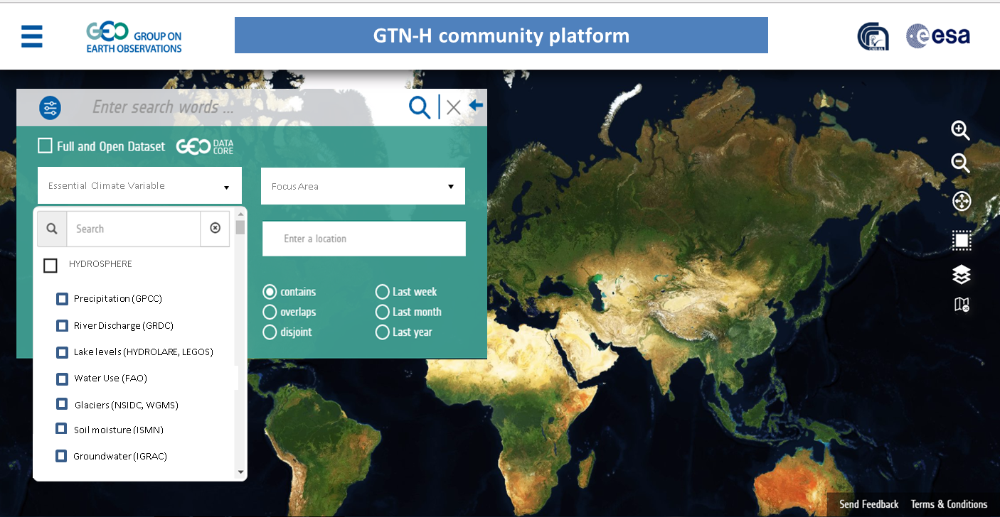 GEO GROUP ON
EARTH OBSERVATIONS
GTN-H community platform
esa
Enter search words ...
Full and Open Dataset
GEO DATA
CORE
Essential Climate Variable
Focus Area
Search
Enter a location
HYDROSPHERE
Precipitation (GPCC)
contains
Last week
River Discharge (GRDC)
overlaps
Last month
Lake levels (HYDROLARE, LEGOS)
disjoint
Last year
Water Use (FAO)
Glaciers (NSIDC, WGMS)
Soil moisture (ISMN)
Groundwater (IGRAC)
Send Feedback
Terms & Conditions